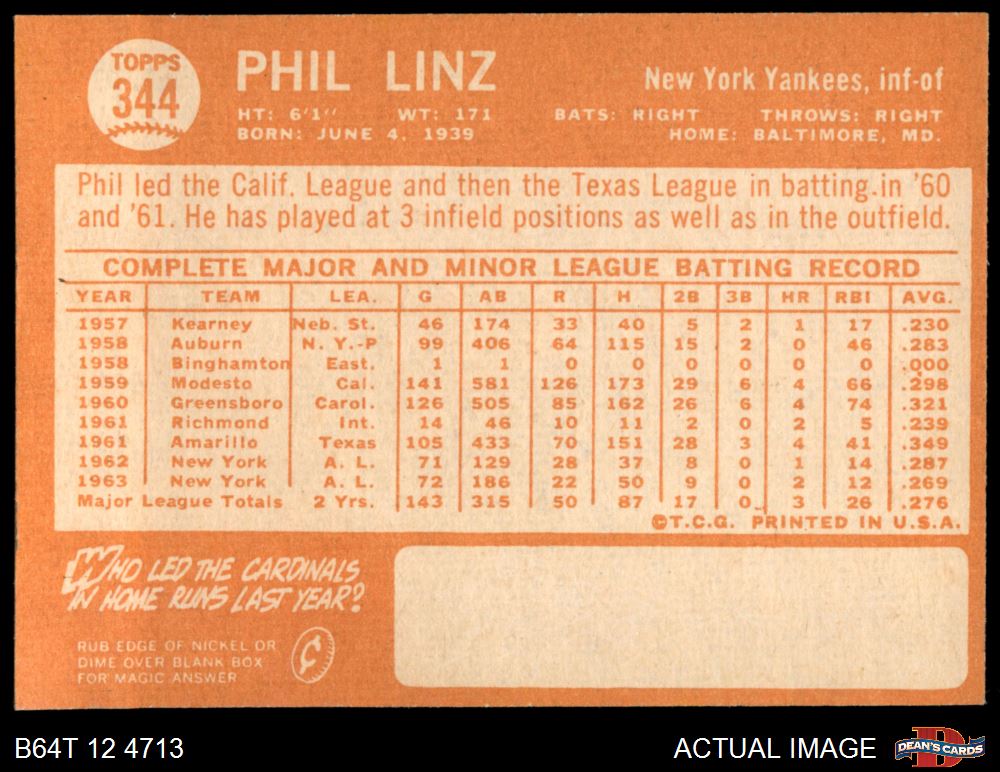 TOPPS
344
PHIL LINZ
New York Yankees, inf-of
HT: 6'1" WT: 171 BATS: RIGHT THROWS: RIGHT
BORN: JUNE 4, 1939 HOME: BALTIMORE, MD.
Phil led the Calif. League and then the Texas League in batting in '60
and '61. He has played at 3 infield positions as well as in the outfield.
COMPLETE MAJOR AND MINOR LEAGUE BATTING RECORD
YEAR TEAM LEA. G AB R H 2B 3B HR RBI AVG.
1957 Kearney Neb. St. 46 174 33 40 5 2 1 17 .230
1958 Auburn N. Y.-P 99 406 64 115 15 2 0 46 .283
1958 Binghamton East. 1 1 0 0 0 0 0 0 .000
1959 Modesto Cal. 141 581 126 173 29 6 4 66 .298
1960 Greensboro Carol. 126 505 85 162 26 6 4 74 .321
1961 Richmond Int. 14 46 10 11 2 0 2 5 .239
1961 Amarillo Texas 105 433 70 151 28 3 4 41 .349
1962 New York A. L. 71 129 28 37 8 0 1 14 .287
1963 New York A. L. 72 186 22 50 9 0 2 12 .269
Major League Totals 2 Yrs. 143 315 50 87 17 0 3 26 .276
©T.C.G. PRINTED IN U.S.A.
WHO LED THE CARDINALS
IN HOME RUNS LAST YEAR?
RUB EDGE OF NICKEL OR
DIME OVER BLANK BOX
FOR MAGIC ANSWER
¢
B64T 12 4713
ACTUAL IMAGE
D
DEAN'S CARDS